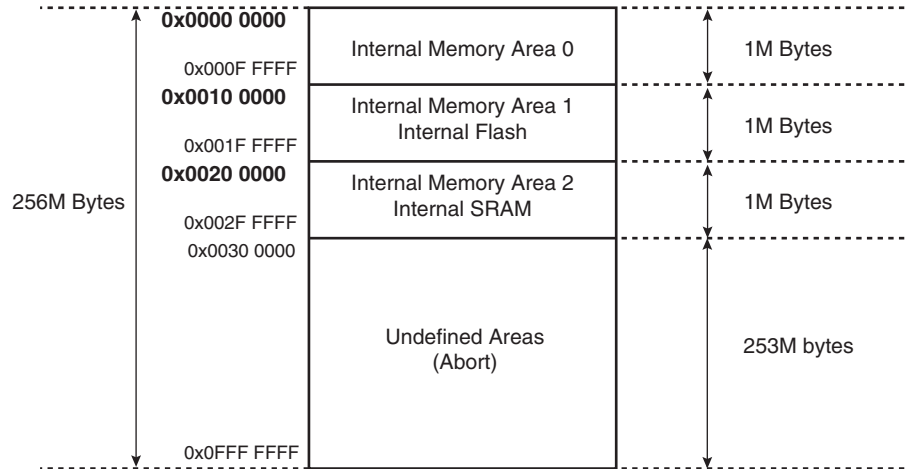 0x0000 0000
Internal Memory Area 0
1M Bytes
0x000F FFFF
0x0010 0000
Internal Memory Area 1
Internal Flash
1M Bytes
0x001F FFFF
0x0020 0000
Internal Memory Area 2
Internal SRAM
1M Bytes
256M Bytes
0x002F FFFF
0x0030 0000
Undefined Areas
(Abort)
253M bytes
0x0FFF FFFF